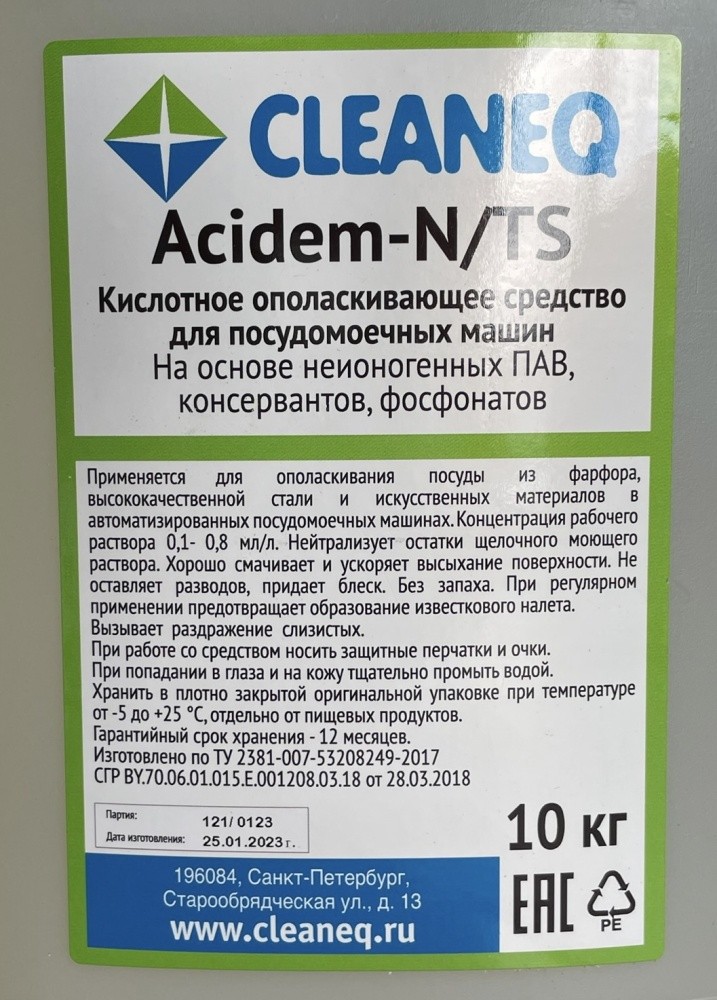 CLEANEQ
Acidem-N/TS
Кислотное ополаскивающее средство
для посудомоечных машин
На основе неионогенных ПАВ,
консервантов, фосфонатов
Применяется для ополаскивания посуды из фарфора,
высококачественной стали и искусственных материалов в
автоматизированных посудомоечных машинах. Концентрация рабочего
раствора 0,1- 0,8 мл/л. Нейтрализует остатки щелочного моющего
раствора. Хорошо смачивает и ускоряет высыхание поверхности. Не
оставляет разводов, придает блеск. Без запаха. При регулярном
применении предотвращает образование известкового налета.
Вызывает раздражение слизистых.
При работе со средством носить защитные перчатки и очки.
При попадании в глаза и на кожу тщательно промыть водой.
Хранить в плотно закрытой оригинальной упаковке при температуре
от -5 до +25 °С, отдельно от пищевых продуктов.
Гарантийный срок хранения - 12 месяцев.
Изготовлено по ТУ 2381-007-53208249-2017
СГР BY.70.06.01.015.Е.001208.03.18 от 28.03.2018
Партия: 121/ 0123
Дата изготовления: 25.01.2023 г.
10 кг
196084, Санкт-Петербург,
Старообрядческая ул., д. 13
www.cleaneq.ru
EAC
PE